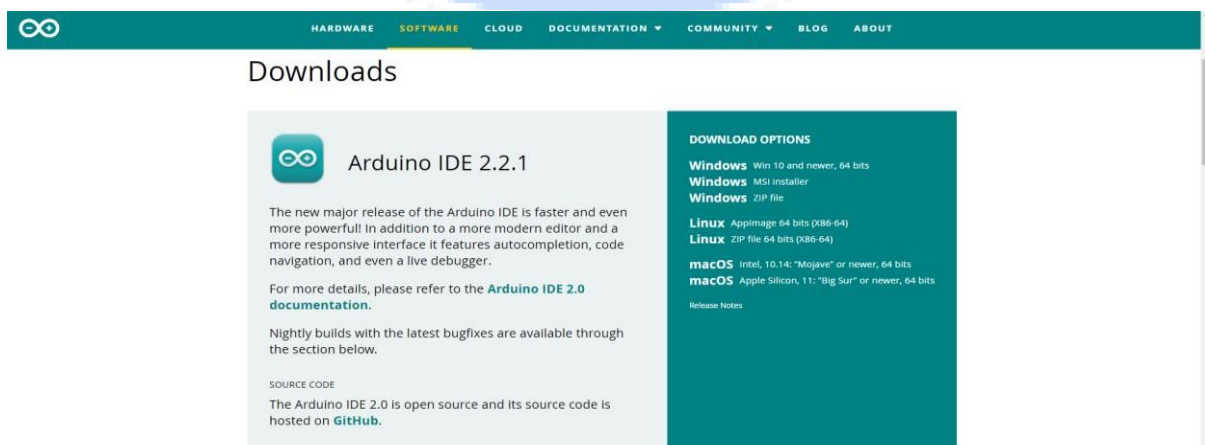 HARDWARE SOFTWARE CLOUD DOCUMENTATION COMMUNITY BLOG ABOUT
Downloads
Arduino IDE 2.2.1
The new major release of the Arduino IDE is faster and even
more powerful! In addition to a more modern editor and a
more responsive interface it features autocompletion, code
navigation, and even a live debugger.
For more details, please refer to the Arduino IDE 2.0
documentation.
Nightly builds with the latest bugfixes are available through
the section below.
SOURCE CODE
The Arduino IDE 2.0 is open source and its source code is
hosted on GitHub.
DOWNLOAD OPTIONS
Windows Win 10 and newer, 64 bits
Windows MSI installer
Windows ZIP file
Linux AppImage 64 bits (X86-64)
Linux ZIP file 64 bits (X86-64)
macOS Intel, 10.14: "Mojave" or newer, 64 bits
macOS Apple Silicon, 11: "Big Sur" or newer, 64 bits
Release Notes